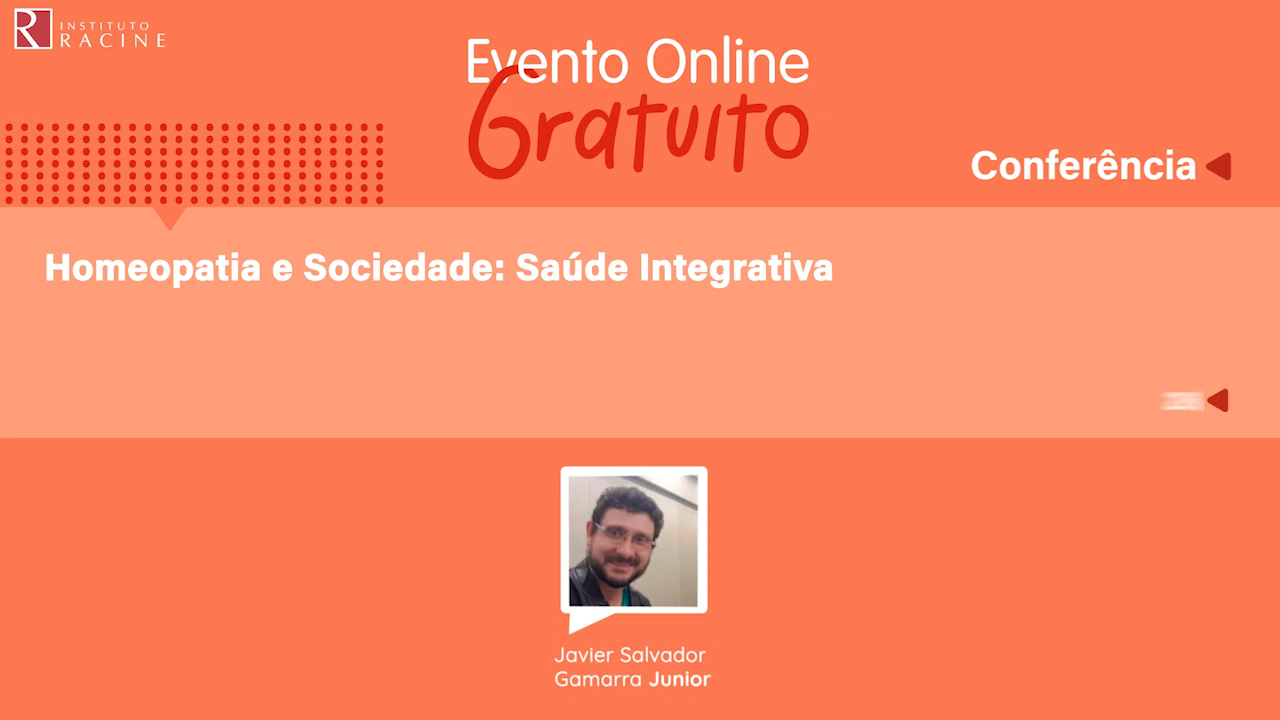 INSTITUTO
RACINE
Evento Online
Gratuito
Conferência
Homeopatia e Sociedade: Saúde Integrativa
Javier Salvador
Gamarra Junior